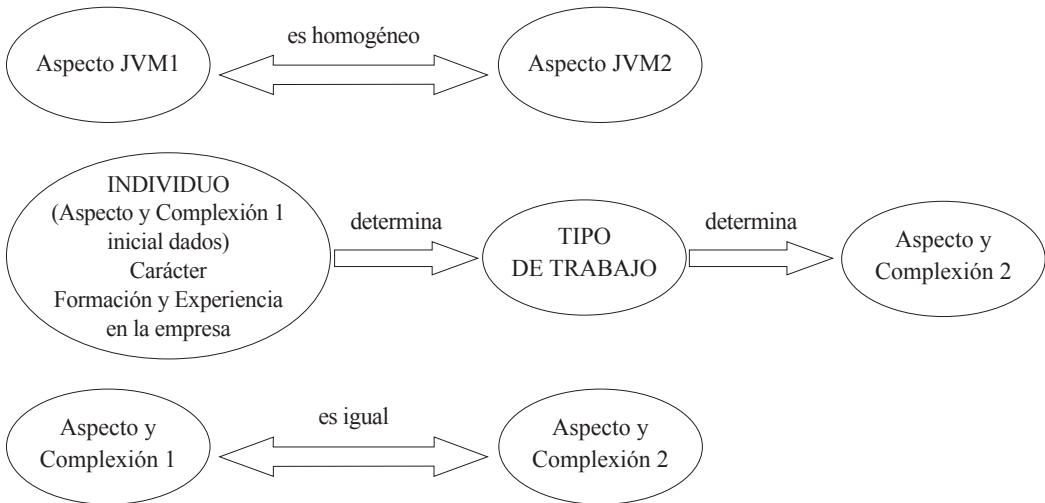 es homogéneo
Aspecto JVM1
Aspecto JVM2
INDIVIDUO
(Aspecto y Complexión 1
inicial dados)
Carácter
Formación y Experiencia
en la empresa
determina
TIPO
DE TRABAJO
determina
Aspecto y
Complexión 2
Aspecto y
Complexión 1
es igual
Aspecto y
Complexión 2